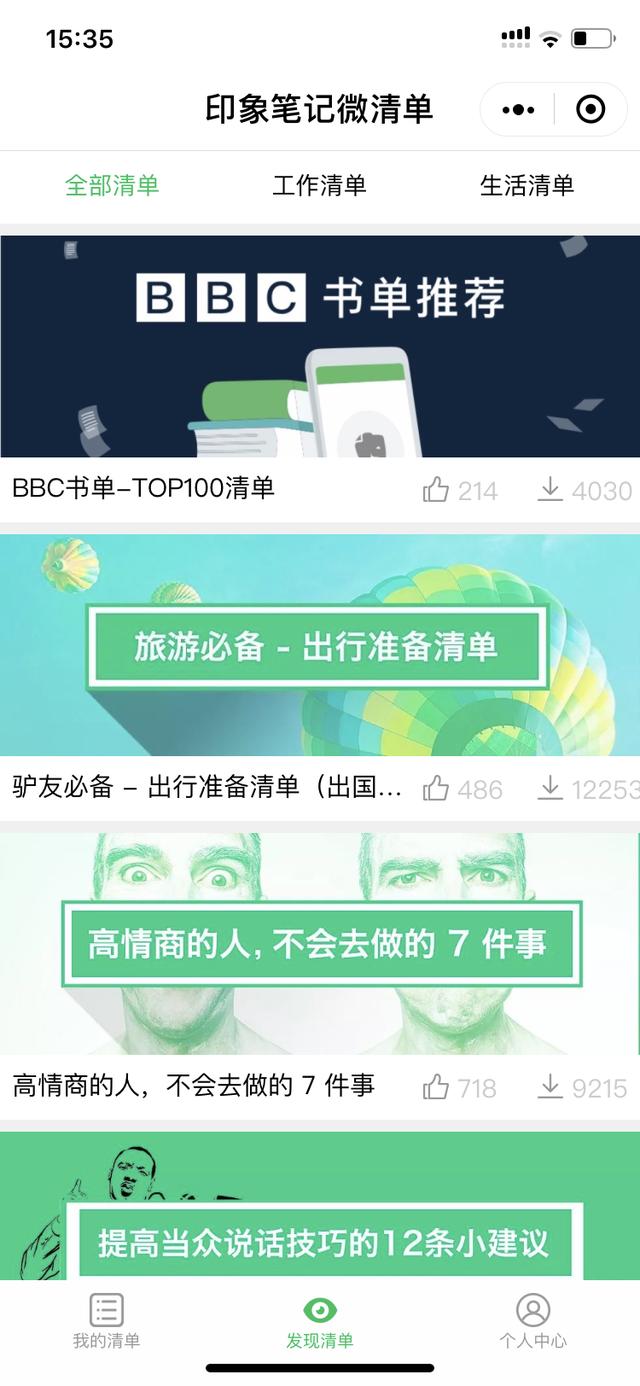 15:35
印象笔记微清单
全部清单
工作清单
生活清单
BBC 书单推荐
BBC书单-TOP100清单
214
4030
旅游必备 - 出行准备清单
驴友必备 - 出行准备清单（出国...
486
12253
高情商的人, 不会去做的 7 件事
高情商的人，不会去做的 7 件事
718
9215
提高当众说话技巧的12条小建议
我的清单
发现清单
个人中心